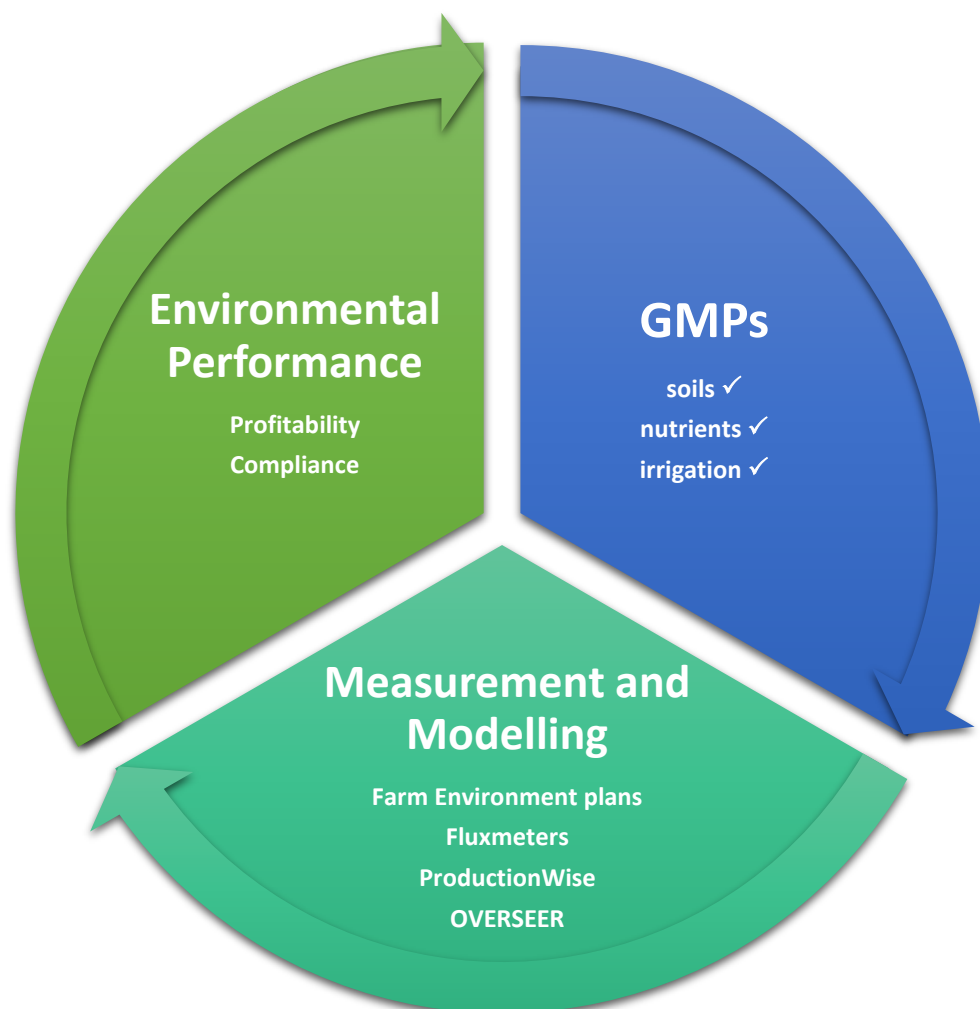 Environmental
Performance
Profitability
Compliance
GMPs
soils ✓
nutrients ✓
irrigation ✓
Measurement and
Modelling
Farm Environment plans
Fluxmeters
ProductionWise
OVERSEER